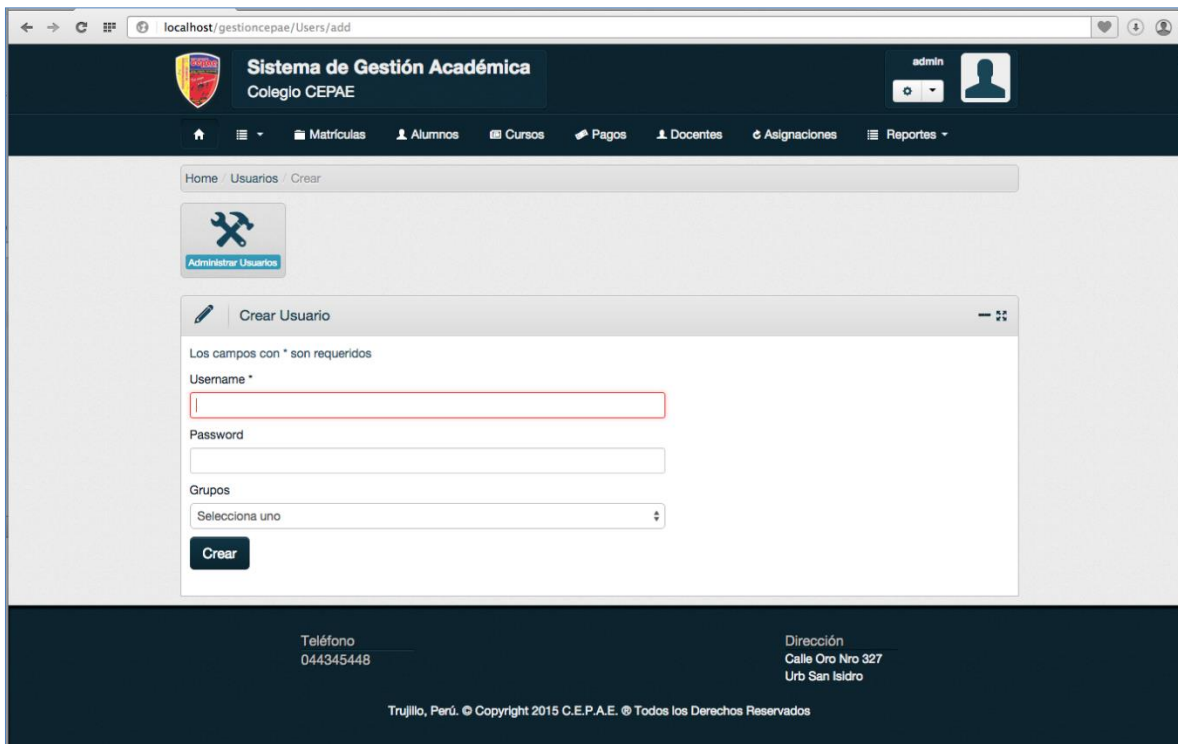 localhost/gestioncepae/Users/add
Sistema de Gestión Académica
Colegio CEPAE
admin
Matrículas Alumnos Cursos Pagos Docentes Asignaciones Reportes
Home / Usuarios / Crear
Administrar Usuarios
Crear Usuario
Los campos con * son requeridos
Username *
Password
Grupos
Selecciona uno
Crear
Teléfono
044345448
Dirección
Calle Oro Nro 327
Urb San Isidro
Trujillo, Perú. © Copyright 2015 C.E.P.A.E. ® Todos los Derechos Reservados